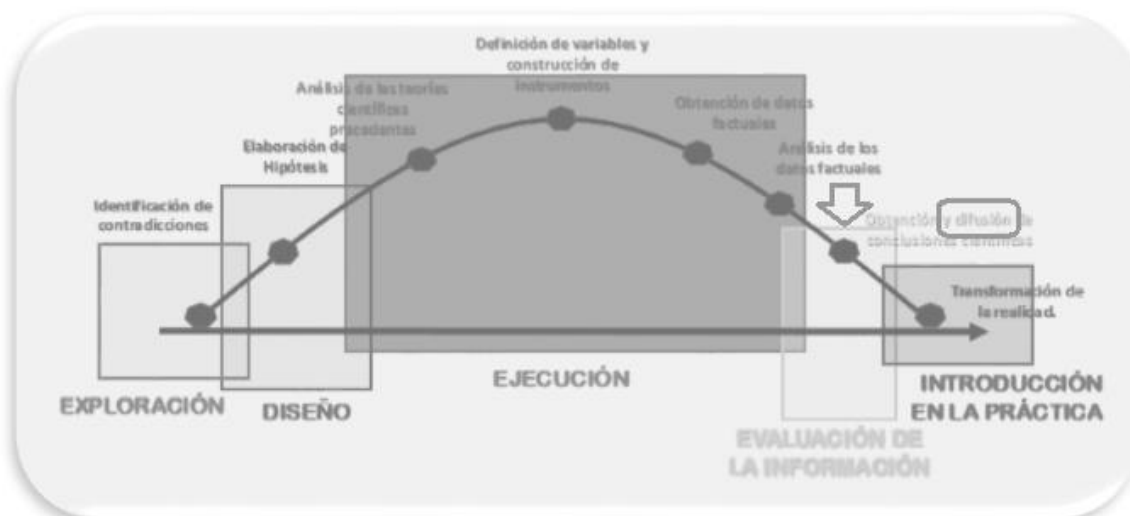 Definición de variables y
construcción de
instrumentos
Análisis de las teorías
científicas
precedentes
Obtención de datos
factuales
Elaboración de
Hipótesis
Análisis de los
datos factuales
Identificación de
contradicciones
Obtención y difusión de
conclusiones científicas
Transformación de
la realidad.
EXPLORACIÓN
DISEÑO
EJECUCIÓN
EVALUACIÓN DE
LA INFORMACIÓN
INTRODUCCIÓN
EN LA PRÁCTICA